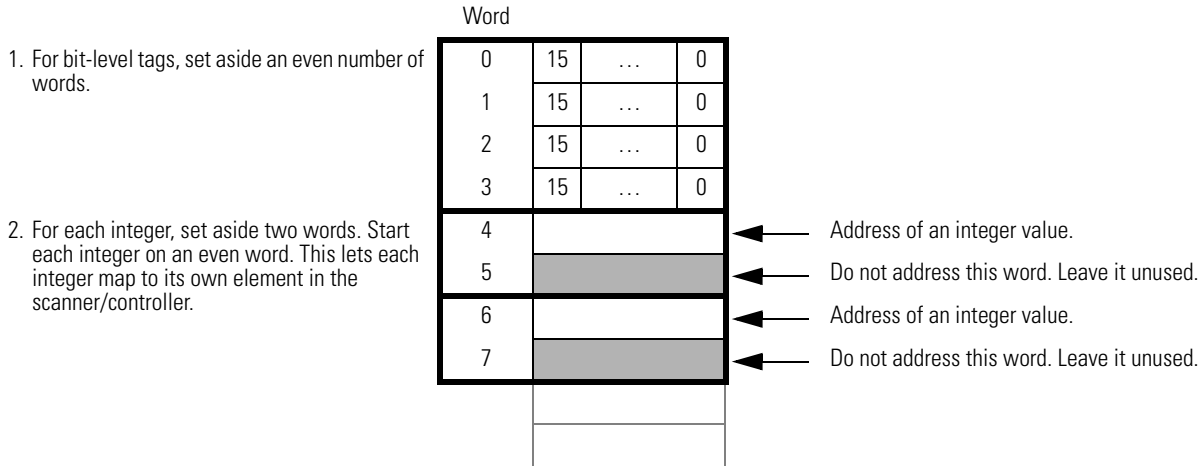 Word
1. For bit-level tags, set aside an even number of
words.
0 15 ... 0
1 15 ... 0
2 15 ... 0
3 15 ... 0
2. For each integer, set aside two words. Start
each integer on an even word. This lets each
integer map to its own element in the
scanner/controller.
4 Address of an integer value.
5 Do not address this word. Leave it unused.
6 Address of an integer value.
7 Do not address this word. Leave it unused.